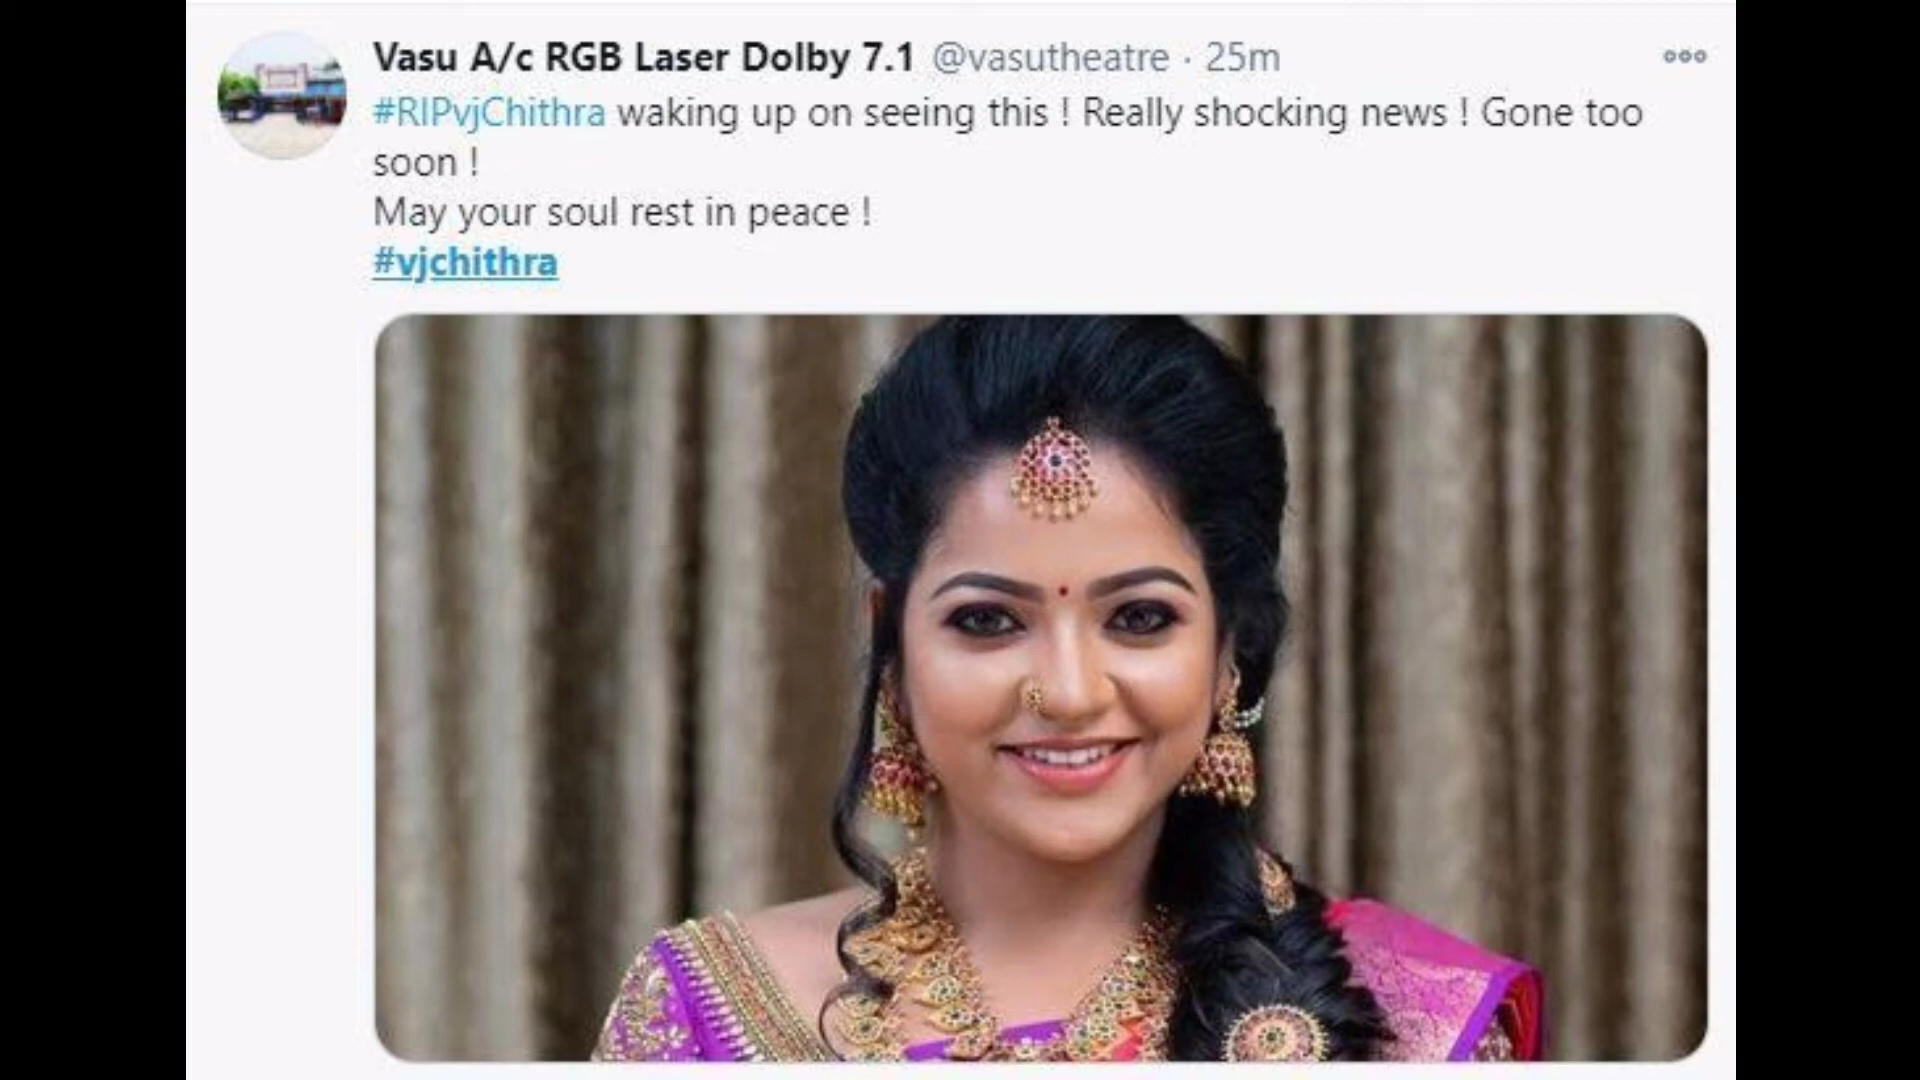 Vasu A/c RGB Laser Dolby 7.1 @vasutheatre · 25m
#RIPvjChithra waking up on seeing this ! Really shocking news ! Gone too
soon !
May your soul rest in peace !
#vjchithra